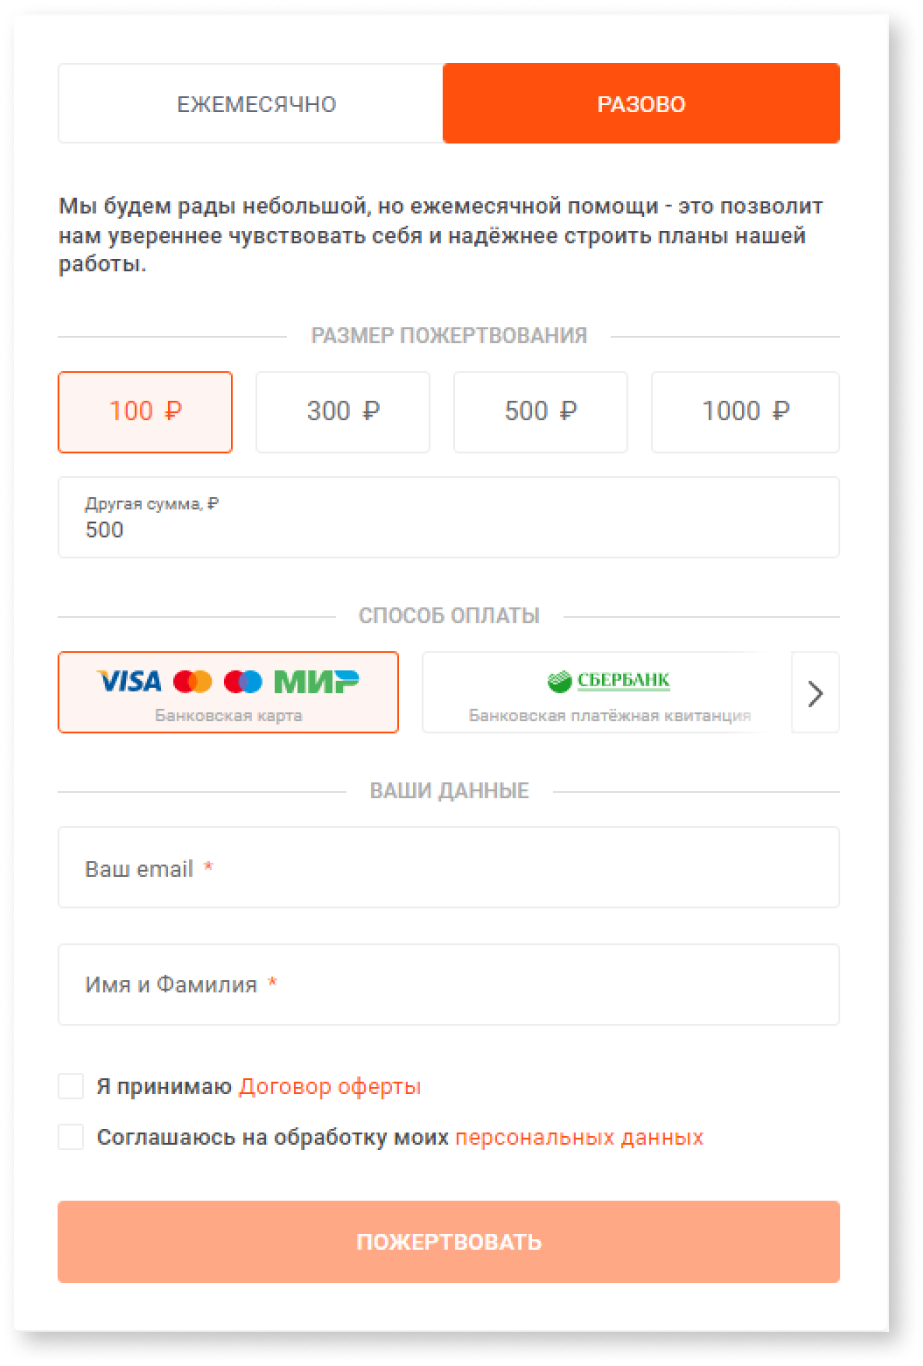 ЕЖЕМЕСЯЧНО РАЗОВО
Мы будем рады небольшой, но ежемесячной помощи - это позволит
нам увереннее чувствовать себя и надёжнее строить планы нашей
работы.
РАЗМЕР ПОЖЕРТВОВАНИЯ
100 ₽ 300 ₽ 500 ₽ 1000 ₽
Другая сумма, ₽
500
СПОСОБ ОПЛАТЫ
VISA МИР СБЕРБАНК
Банковская карта Банковская платёжная квитанция
ВАШИ ДАННЫЕ
Ваш email *
Имя и Фамилия *
Я принимаю Договор оферты
Соглашаюсь на обработку моих персональных данных
ПОЖЕРТВОВАТЬ